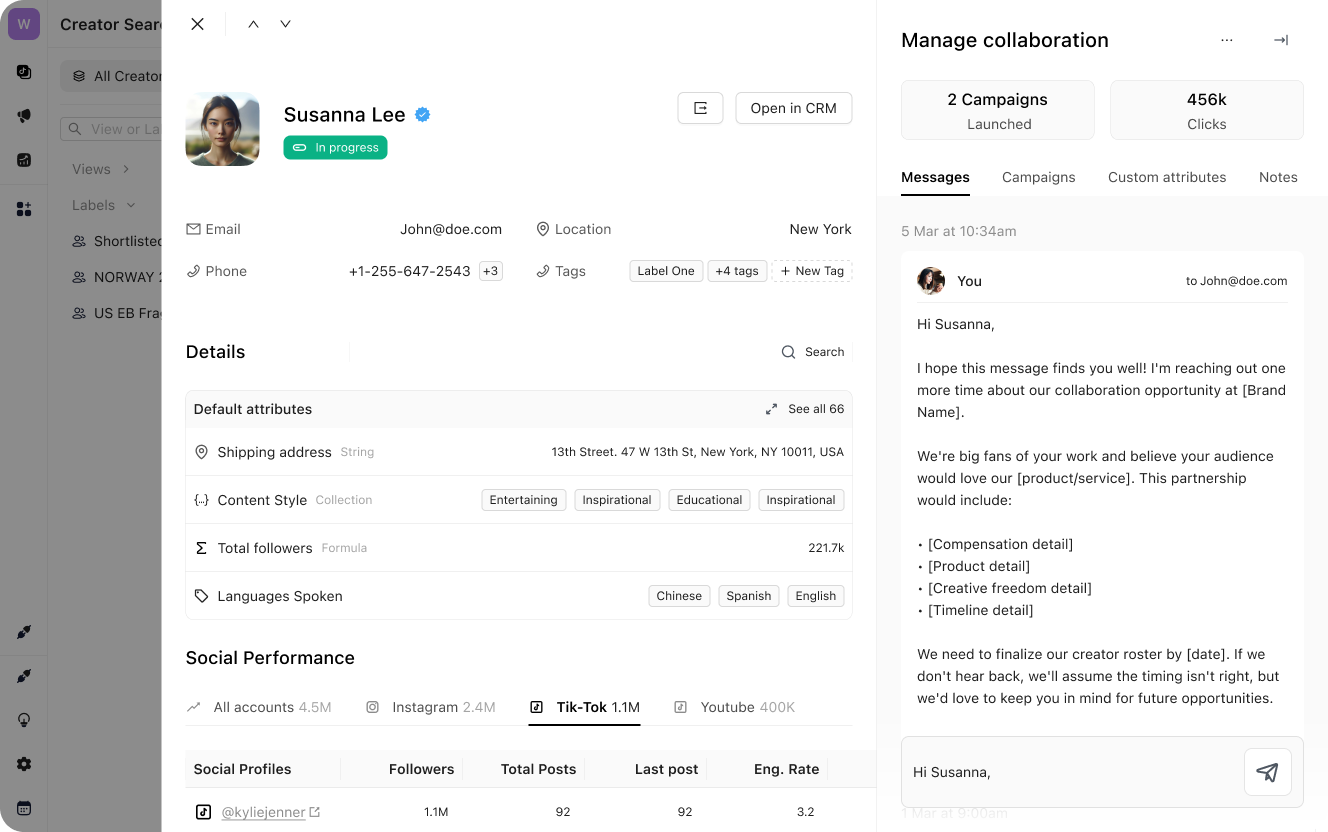 W
Creator Sear
All Creator
View or La
Views
Labels
Shortlisted
NORWAY 2
US EB Fra
Susanna Lee
In progress
Open in CRM
Email
John@doe.com
Location
New York
Phone
+1-255-647-2543
+3
Tags
Label One
+4 tags
+ New Tag
Details
Search
Default attributes
See all 66
Shipping address String
13th Street. 47 W 13th St, New York, NY 10011, USA
{..} Content Style Collection
Entertaining
Inspirational
Educational
Inspirational
Σ Total followers Formula
221.7k
Languages Spoken
Chinese
Spanish
English
Social Performance
All accounts 4.5M
Instagram 2.4M
Tik-Tok 1.1M
Youtube 400K
Social Profiles
Followers
Total Posts
Last post
Eng. Rate
@kyliejenner
1.1M
92
92
3.2
Manage collaboration
...
2 Campaigns
Launched
456k
Clicks
Messages
Campaigns
Custom attributes
Notes
5 Mar at 10:34am
You
to John@doe.com
Hi Susanna,
I hope this message finds you well! I'm reaching out one
more time about our collaboration opportunity at [Brand
Name].
We're big fans of your work and believe your audience
would love our [product/service]. This partnership
would include:
• [Compensation detail]
• [Product detail]
• [Creative freedom detail]
• [Timeline detail]
We need to finalize our creator roster by [date]. If we
don't hear back, we'll assume the timing isn't right, but
we'd love to keep you in mind for future opportunities.
Hi Susanna,
1 Mar at 9:00am